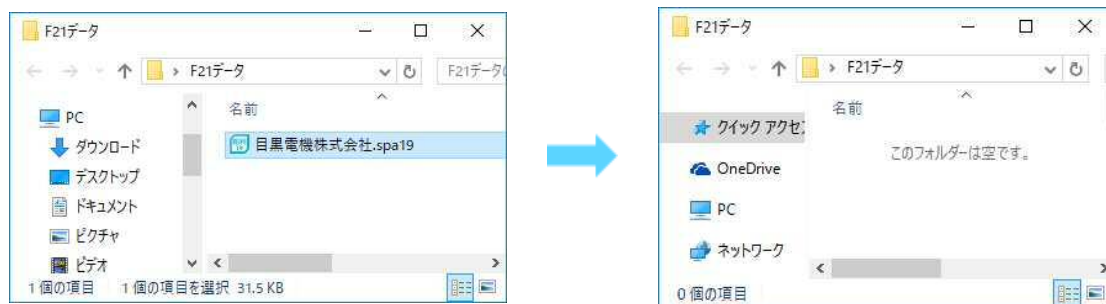 F21データ
F21データ
F21データ
PC
ダウンロード
デスクトップ
ドキュメント
ピクチャ
ビデオ
名前
目黒電機株式会社.spa19
1個の項目 1個の項目を選択 31.5 KB
F21データ
F21データ
クイック アクセ
OneDrive
PC
ネットワーク
名前
このフォルダーは空です。
0個の項目